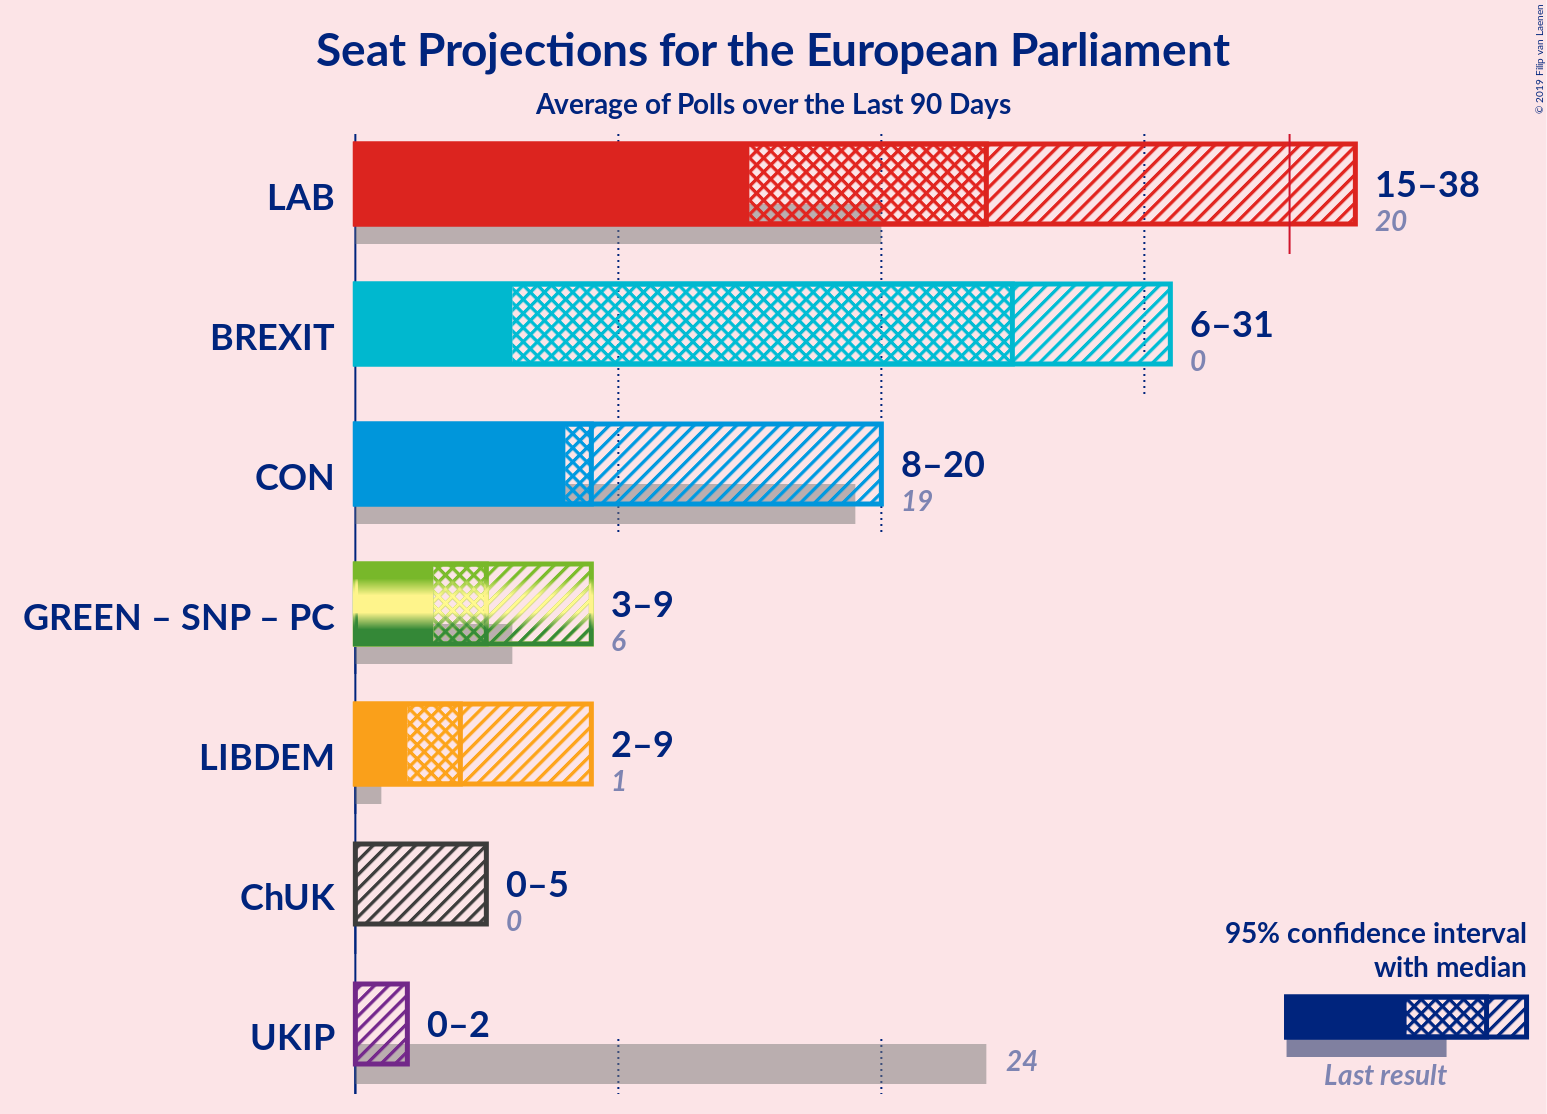 Seat Projections for the European Parliament
Average of Polls over the Last 90 Days
© 2019 Filip van Laenen
LAB
15–38
20
BREXIT
6–31
0
CON
8–20
19
GREEN – SNP – PC
3–9
6
LIBDEM
2–9
1
ChUK
0–5
0
UKIP
0–2
24
95% confidence interval
with median
Last result